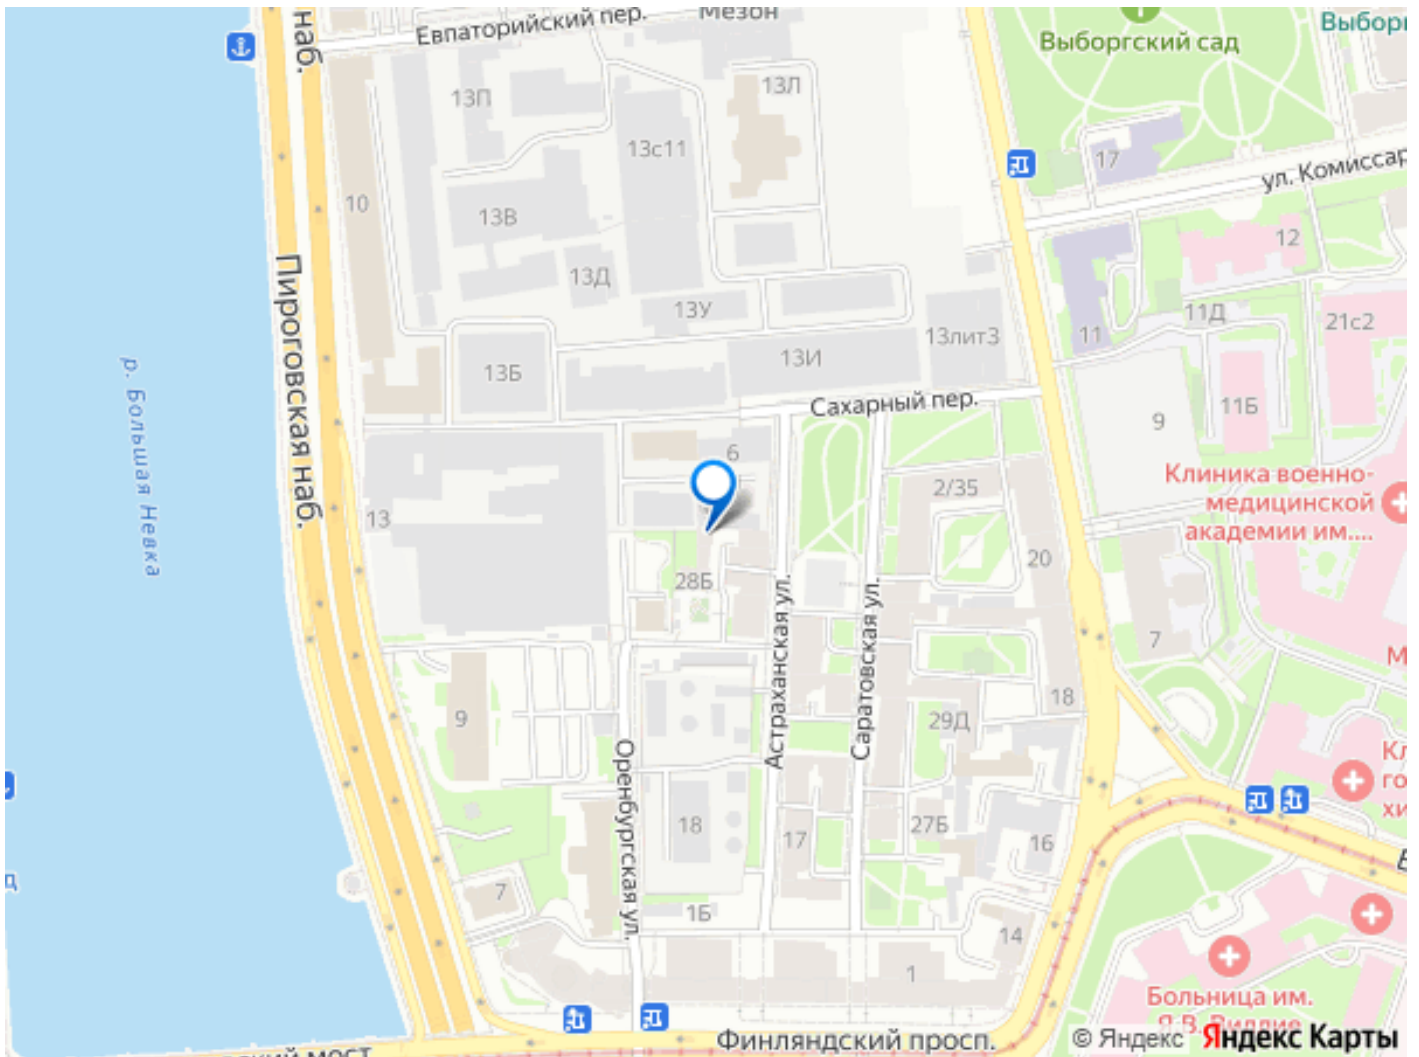 наб.
Евпаторийский пер.
Мезон
Выборгский сад
13П
13Л
13с11
17
ул. Комиссар
10
13В
12
13Д
13У
11Д
21с2
Пироговская наб.
13лит3
11
13И
р. Большая Невка
13Б
Сахарный пер.
11Б
9
6
Клиника военно-
медицинской
академии им....
2/35
13
20
28Б
Астраханская ул.
Саратовская ул.
7
18
9
29Д
Оренбургская ул.
18
17
27Б
16
7
1Б
14
1
Больница им.
Финляндский просп.
© Яндекс
Яндекс Карты
мост